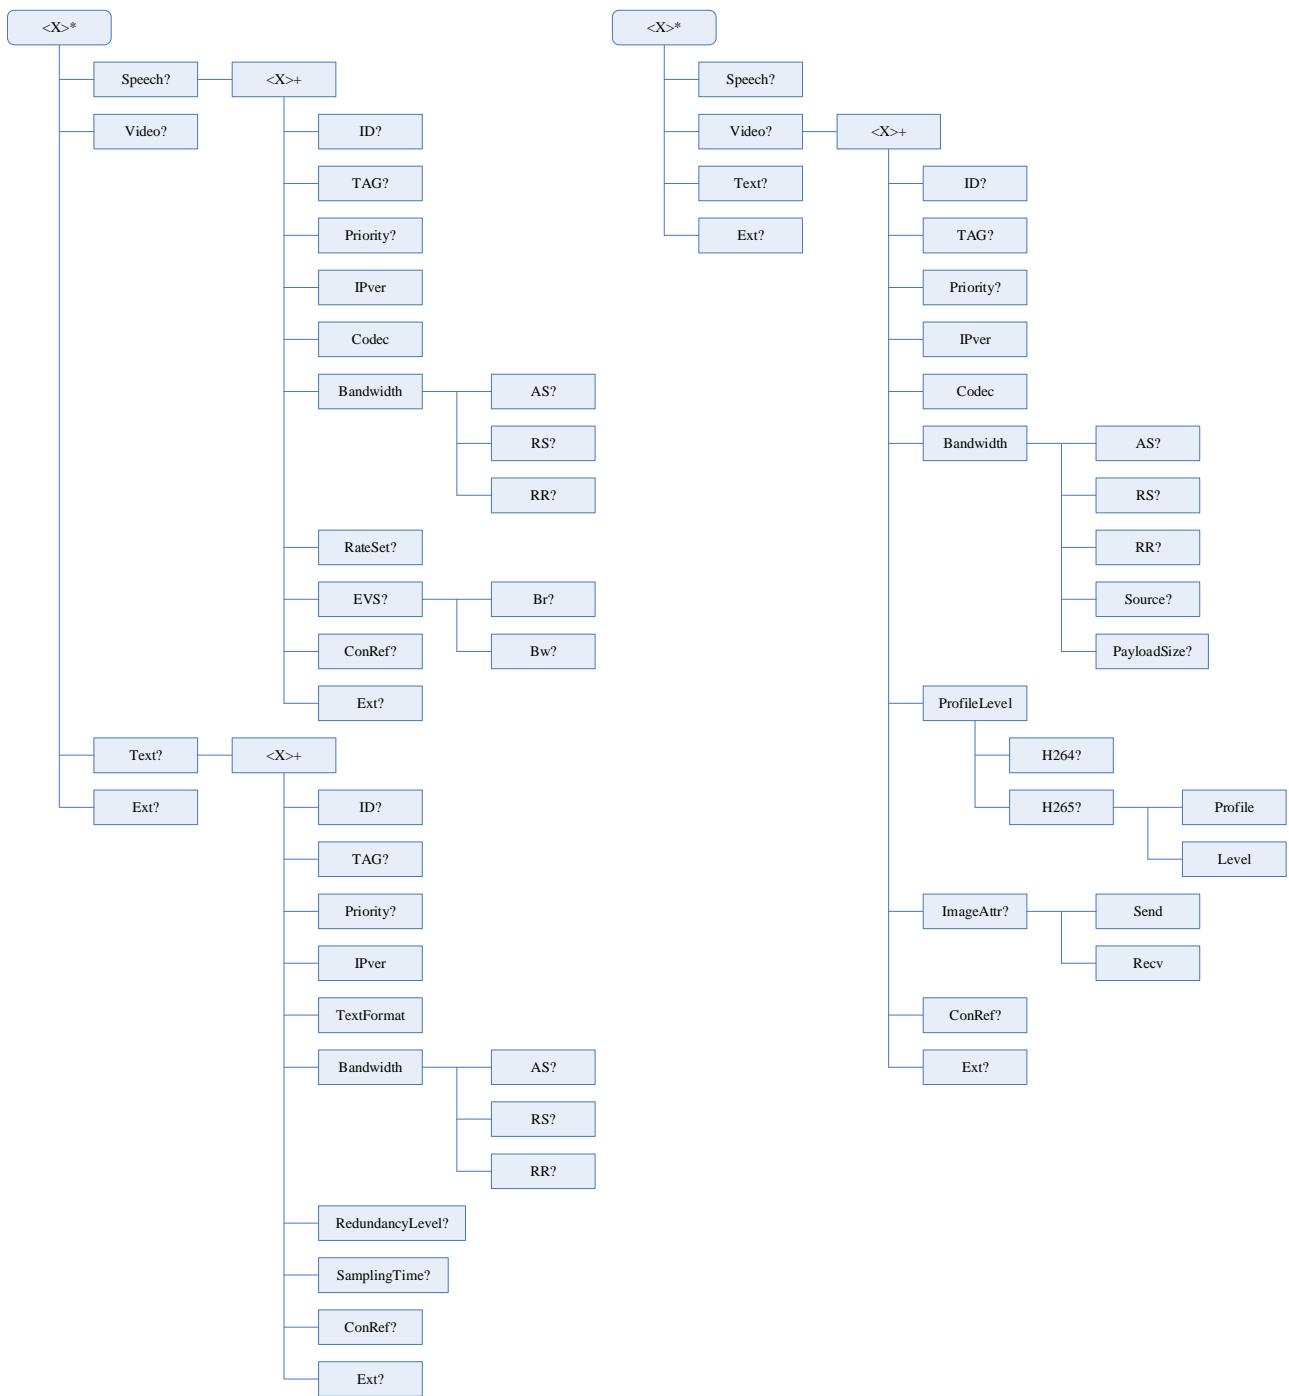 <X>*
Speech?
<X>+
Video?
ID?
TAG?
Priority?
IPver
Codec
Bandwidth
AS?
RS?
RR?
RateSet?
EVS?
Br?
Bw?
ConRef?
Ext?
Text?
<X>+
Ext?
ID?
TAG?
Priority?
IPver
TextFormat
Bandwidth
AS?
RS?
RR?
RedundancyLevel?
SamplingTime?
ConRef?
Ext?
<X>*
Speech?
Video?
<X>+
Text?
ID?
Ext?
TAG?
Priority?
IPver
Codec
Bandwidth
AS?
RS?
RR?
Source?
PayloadSize?
ProfileLevel
H264?
H265?
Profile
Level
ImageAttr?
Send
Recv
ConRef?
Ext?